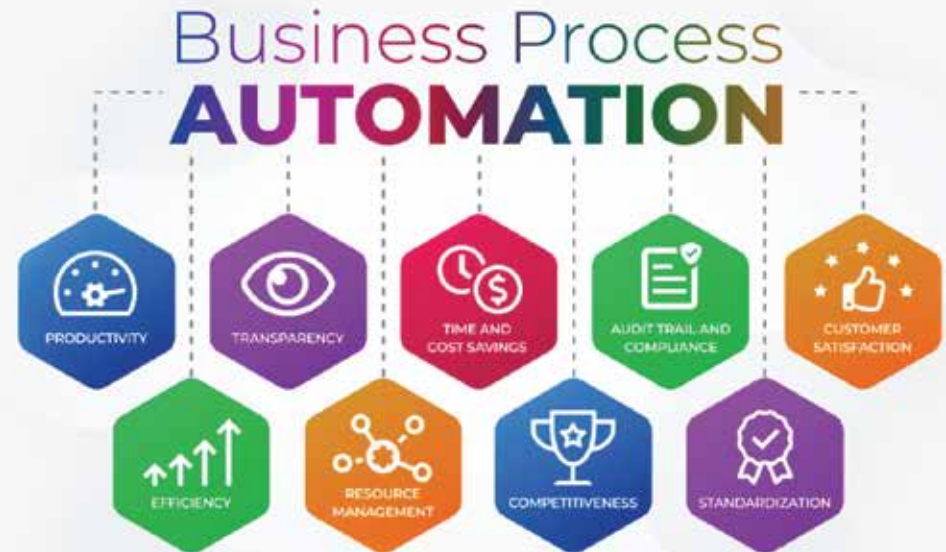 Business Process
AUTOMATION
PRODUCTIVITY
TRANSPARENCY
TIME AND
COST SAVINGS
AUDIT TRAIL AND
COMPLIANCE
CUSTOMER
SATISFACTION
EFFICIENCY
RESOURCE
MANAGEMENT
COMPETITIVENESS
STANDARDIZATION